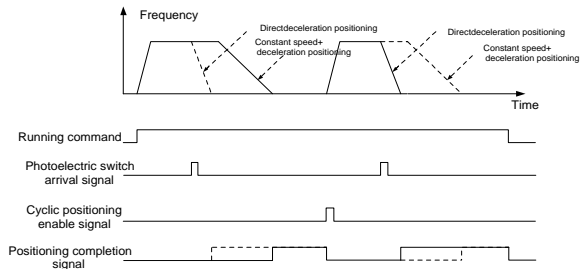 Frequency
Directdeceleration positioning
Constant speed+
deceleration positioning
Directdeceleration positioning
Constant speed+
deceleration positioning
Time
Running command
Photoelectric switch
arrival signal
Cyclic positioning
enable signal
Positioning completion
signal